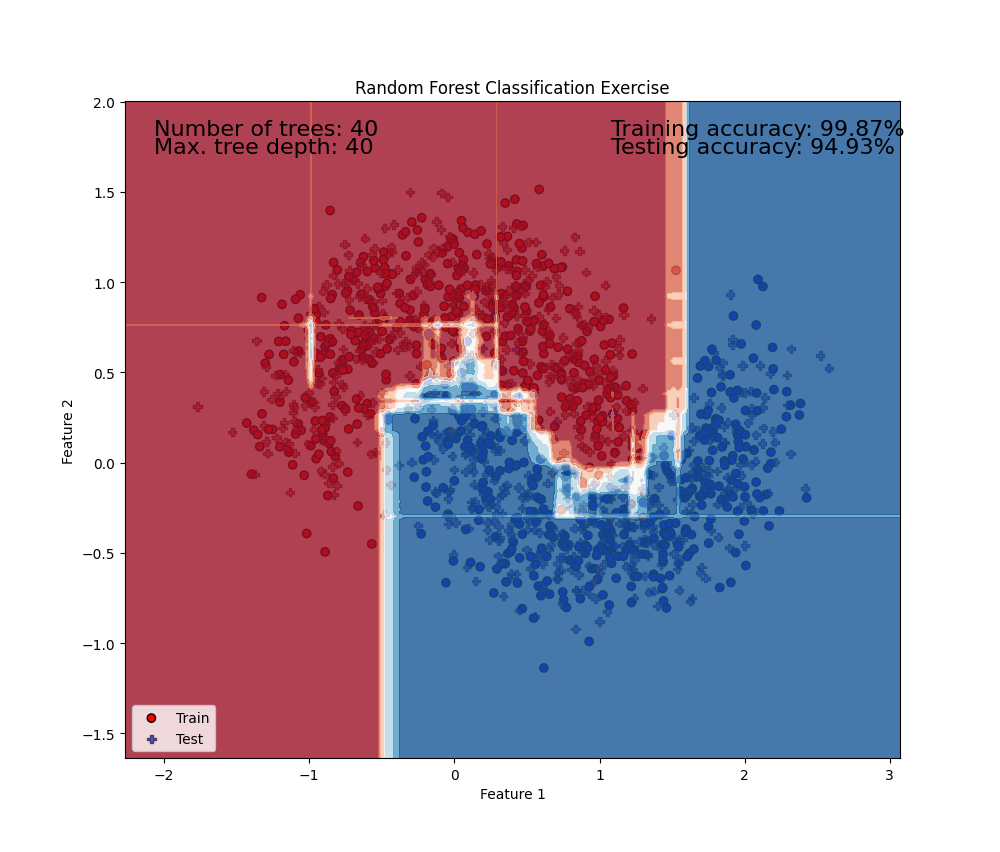 Random Forest Classification Exercise
2.0
Number of trees: 40
Training accuracy: 99.87%
Max. tree depth: 40
Testing accuracy: 94.93%
1.5
1.0
0.5
Feature 2
0.0
−0.5
−1.0
−1.5
Train
Test
−2
−1
0
1
2
3
Feature 1